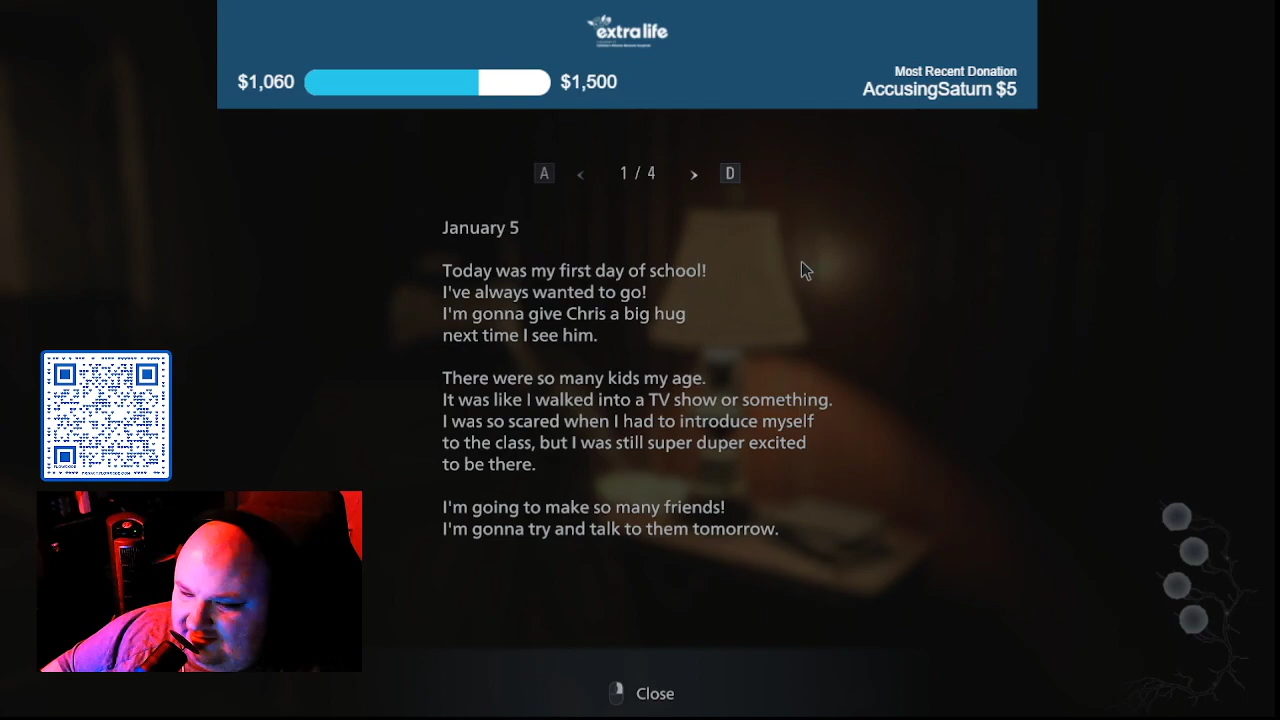 extralife
$1,060
$1,500
Most Recent Donation
AccusingSaturn $5
A < 1 / 4 > D
January 5
Today was my first day of school!
I've always wanted to go!
I'm gonna give Chris a big hug
next time I see him.
There were so many kids my age.
It was like I walked into a TV show or something.
I was so scared when I had to introduce myself
to the class, but I was still super duper excited
to be there.
I'm going to make so many friends!
I'm gonna try and talk to them tomorrow.
Close